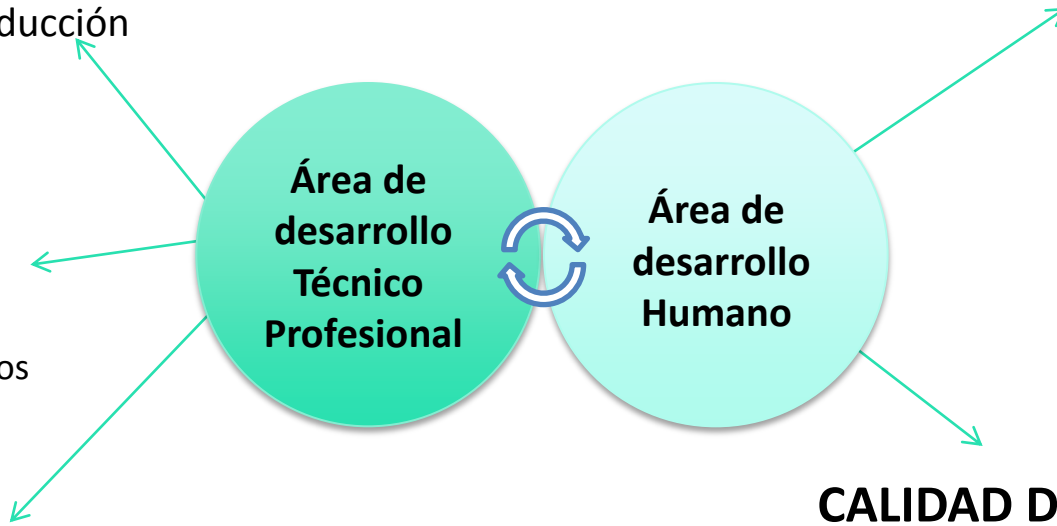 ducción
Área de
desarrollo
Técnico
Profesional
Área de
desarrollo
Humano
os
CALIDAD D